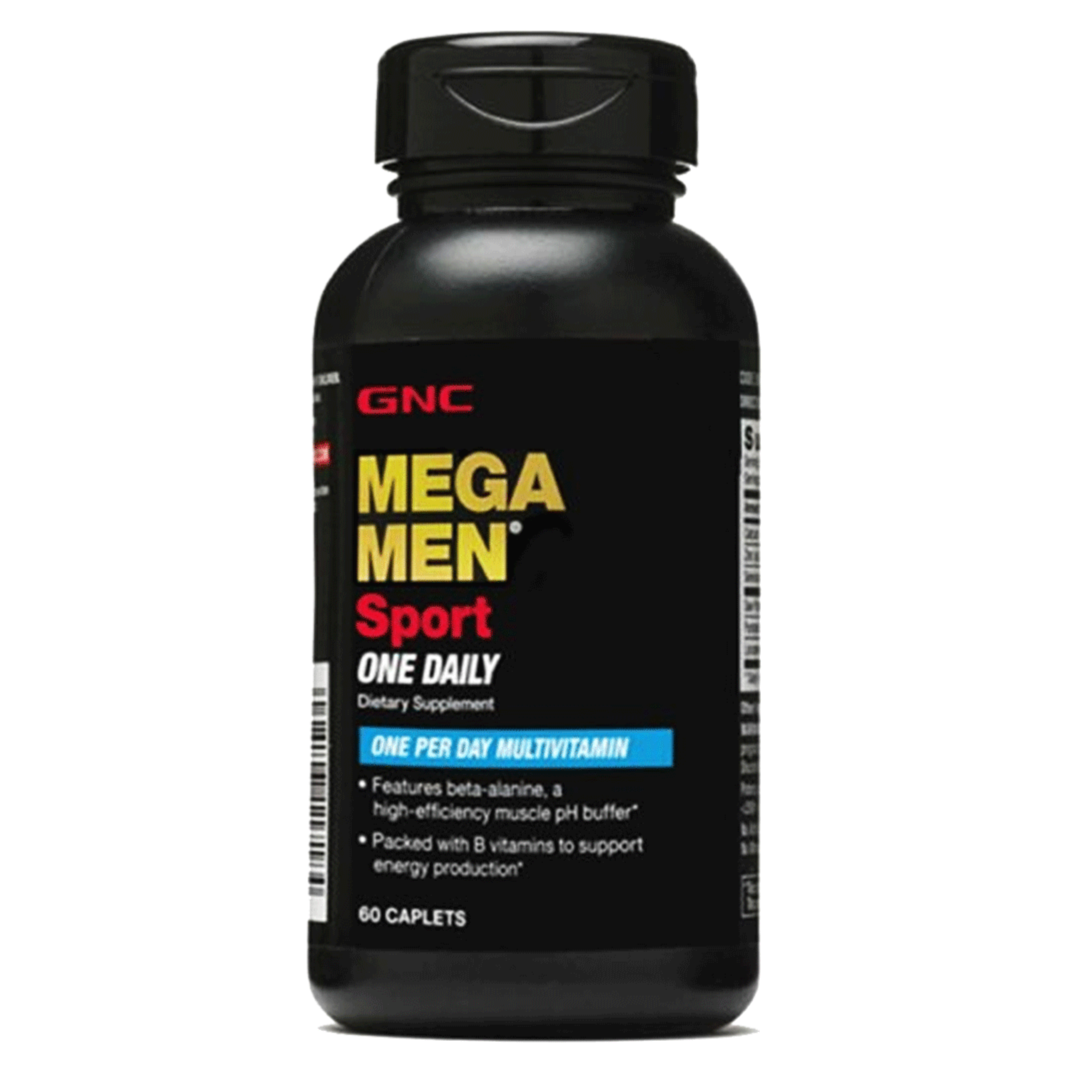 GNC
MEGA
MEN®
Sport
ONE DAILY
Dietary Supplement
ONE PER DAY MULTIVITAMIN
• Features beta-alanine, a
high-efficiency muscle pH buffer*
• Packed with B vitamins to support
energy production*
60 CAPLETS